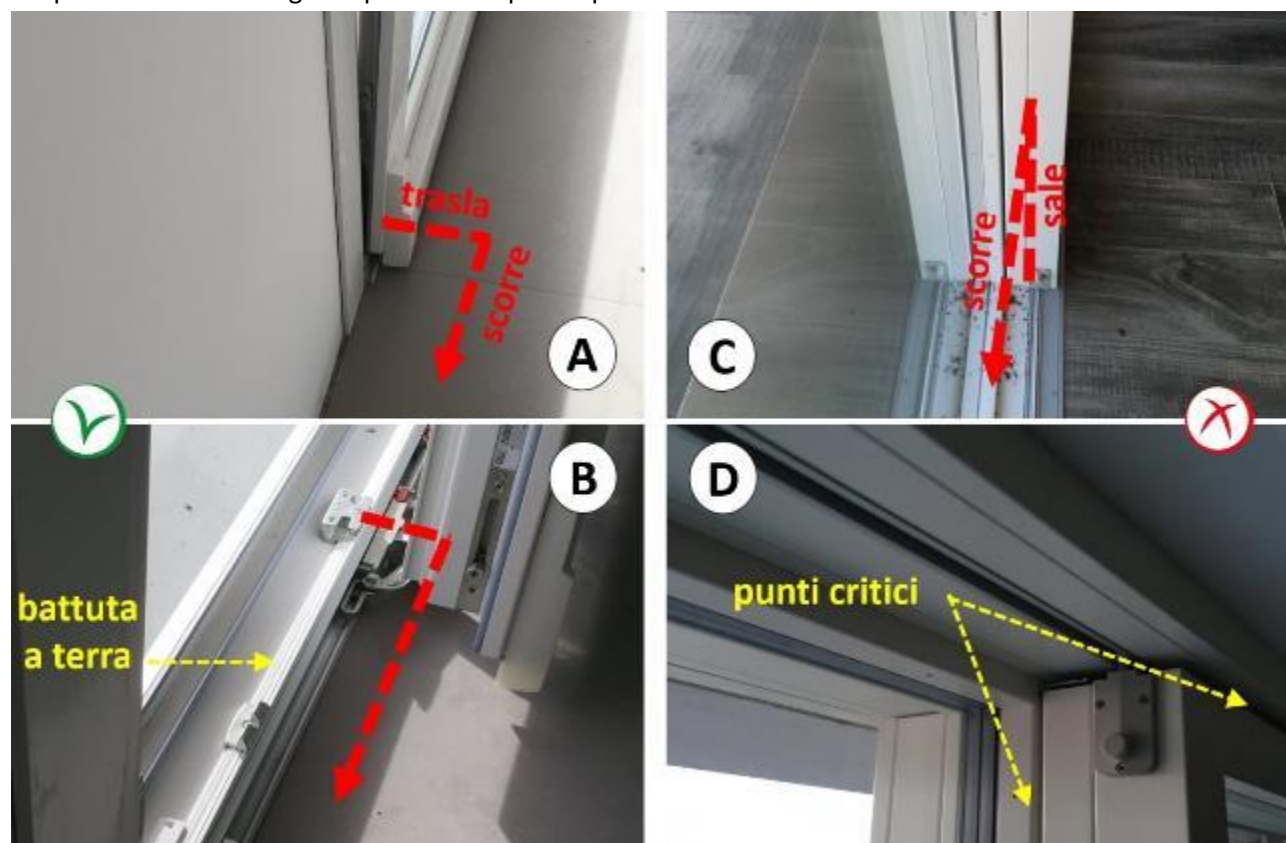 trasla
scorre
A
scorre
sale
C
B
battuta
a terra
D
punti critici